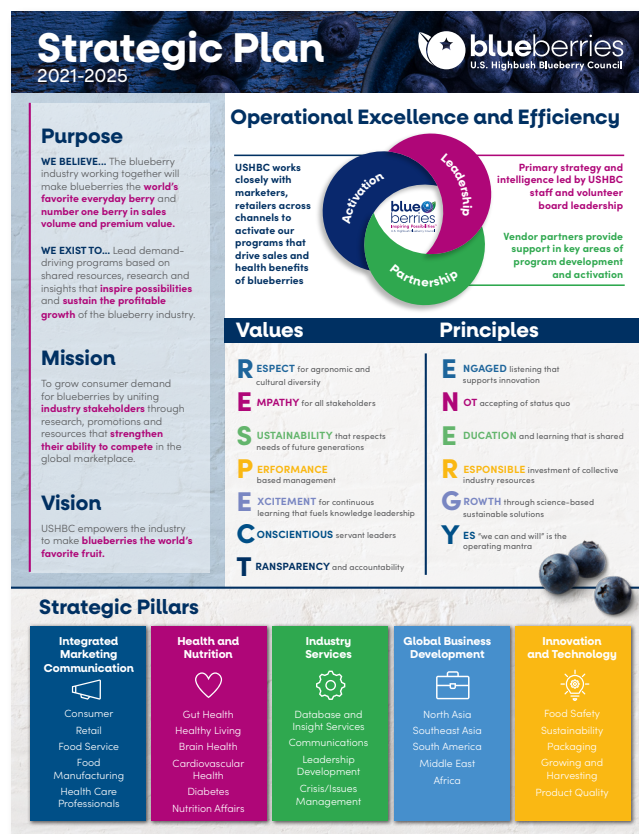 Strategic Plan
2021-2025
blueberries
U.S. Highbush Blueberry Council
Purpose
WE BELIEVE... The blueberry
industry working together will
make blueberries the world's
favorite everyday berry and
number one berry in sales
volume and premium value.
WE EXIST TO... Lead demand-
driving programs based on
shared resources, research and
insights that inspire possibilities
and sustain the profitable
growth of the blueberry industry.
Mission
To grow consumer demand
for blueberries by uniting
industry stakeholders through
research, promotions and
resources that strengthen
their ability to compete in the
global marketplace.
Vision
USHBC empowers the industry
to make blueberries the world's
favorite fruit.
Operational Excellence and Efficiency
USHBC works
closely with
marketers,
retailers across
channels to
activate our
programs that
drive sales and
health benefits
of blueberries
Activation
Leadership
Partnership
blue
berries
Inspiring Possibilities
U.S. Highbush Blueberry Council
Primary strategy and
intelligence led by USHBC
staff and volunteer
board leadership
Vendor partners provide
support in key areas of
program development
and activation
Values
RESPECT for agronomic and
cultural diversity
EMPATHY for all stakeholders
SUSTAINABILITY that respects
needs of future generations
PERFORMANCE
based management
EXCITEMENT for continuous
learning that fuels knowledge leadership
CONSCIENTIOUS servant leaders
TRANSPARENCY and accountability
Principles
ENGAGED listening that
supports innovation
NOT accepting of status quo
EDUCATION and learning that is shared
RESPONSIBLE investment of collective
industry resources
GROWTH through science-based
sustainable solutions
YES "we can and will" is the
operating mantra
Strategic Pillars
Integrated
Marketing
Communication
Consumer
Retail
Food Service
Food
Manufacturing
Health Care
Professionals
Health and
Nutrition
Gut Health
Healthy Living
Brain Health
Cardiovascular
Health
Diabetes
Nutrition Affairs
Industry
Services
Database and
Insight Services
Communications
Leadership
Development
Crisis/Issues
Management
Global Business
Development
North Asia
Southeast Asia
South America
Middle East
Africa
Innovation
and Technology
Food Safety
Sustainability
Packaging
Growing and
Harvesting
Product Quality